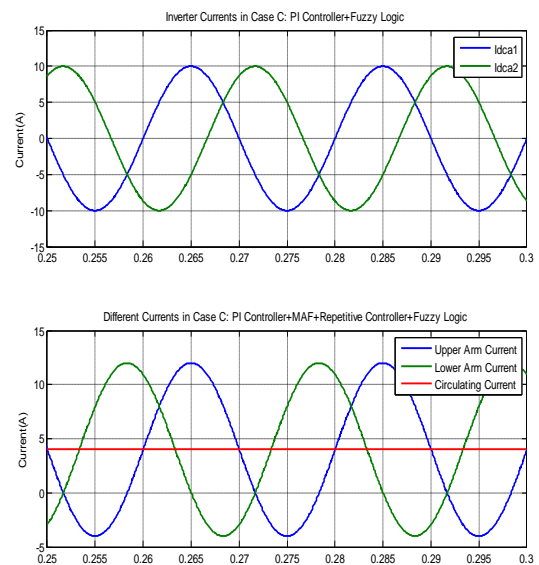 Inverter Currents in Case C: PI Controller+Fuzzy Logic
Current(A)
15
10
5
0
-5
-10
-15
Idca1
Idca2
0.25 0.255 0.26 0.265 0.27 0.275 0.28 0.285 0.29 0.295 0.3
Different Currents in Case C: PI Controller+MAF+Repetitive Controller+Fuzzy Logic
Current(A)
15
10
5
0
-5
Upper Arm Current
Lower Arm Current
Circulating Current
0.25 0.255 0.26 0.265 0.27 0.275 0.28 0.285 0.29 0.295 0.3